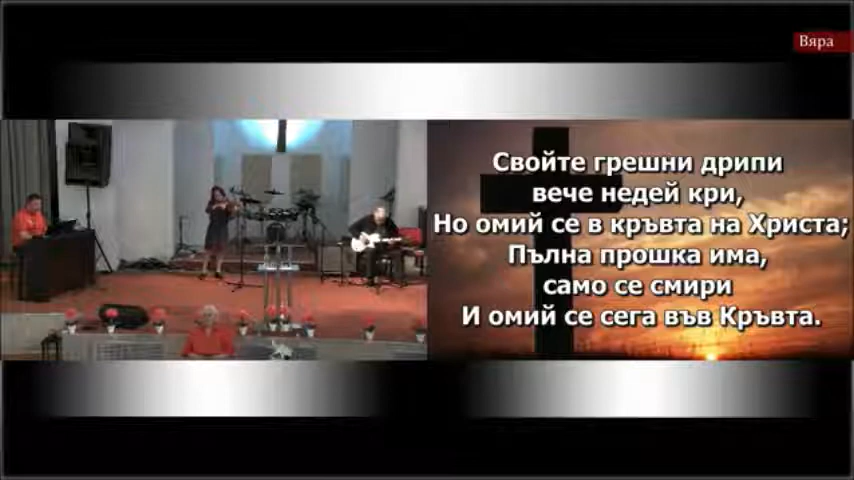 Вяра
Свойте грешни дрипи
вече недей кри,
Но омий се в кръвта на Христа;
Пълна прошка има,
само се смири
И омий се сега във Кръвта.